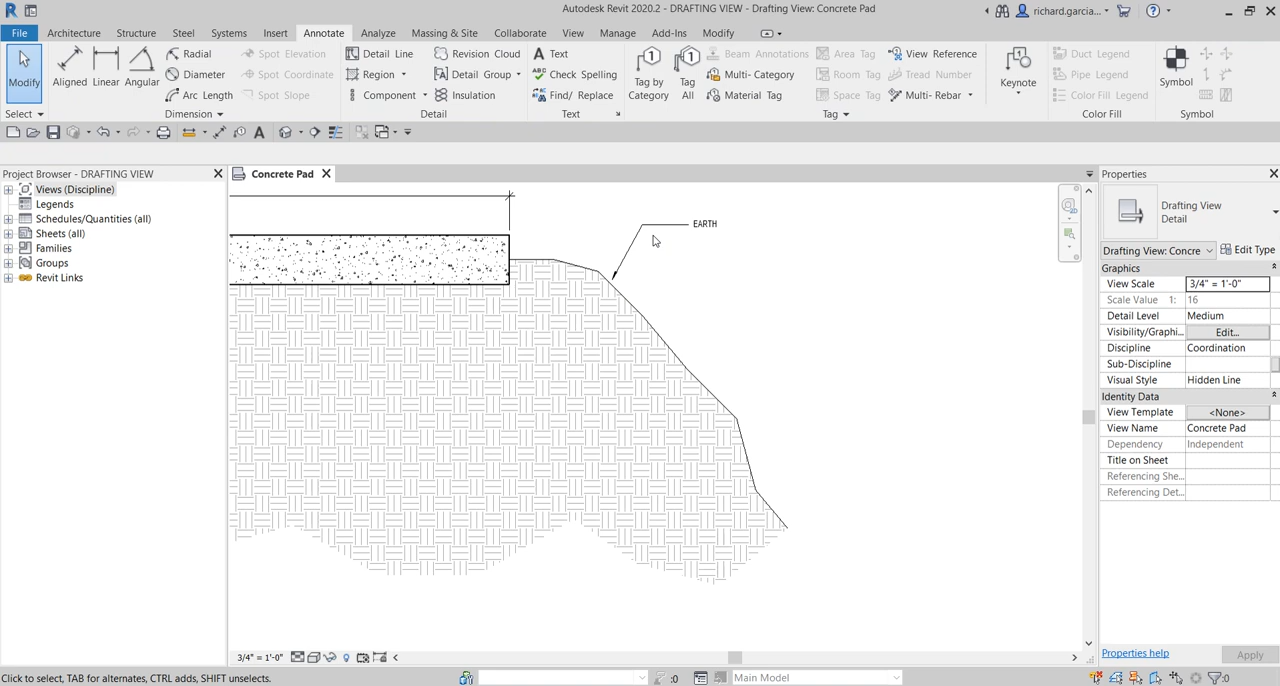 Autodesk Revit 2020.2 - DRAFTING VIEW - Drafting View: Concrete Pad
richard.garcia...
File Architecture Structure Steel Systems Insert Annotate Analyze Massing & Site Collaborate View Manage Add-Ins Modify
Modify
Select
Aligned Linear Angular
Radial
Diameter
Arc Length
Spot Elevation
Spot Coordinate
Spot Slope
Dimension
Detail Line
Region
Component
Revision Cloud
Detail Group
Insulation
Detail
Text
Check Spelling
Find/ Replace
Text
Tag by
Category
Tag
All
Beam Annotations
Multi- Category
Material Tag
Area Tag
Room Tag
Space Tag
View Reference
Tread Number
Multi- Rebar
Tag
Keynote
Duct Legend
Pipe Legend
Color Fill Legend
Color Fill
Symbol
Symbol
Project Browser - DRAFTING VIEW
Views (Discipline)
Legends
Schedules/Quantities (all)
Sheets (all)
Families
Groups
Revit Links
Concrete Pad
EARTH
Properties
Drafting View
Detail
Drafting View: Concre Edit Type
Graphics
View Scale 3/4" = 1'-0"
Scale Value 1: 16
Detail Level Medium
Visibility/Graphi... Edit...
Discipline Coordination
Sub-Discipline
Visual Style Hidden Line
Identity Data
View Template <None>
View Name Concrete Pad
Dependency Independent
Title on Sheet
Referencing She...
Referencing Det...
Properties help Apply
3/4" = 1'-0"
Click to select, TAB for alternates, CTRL adds, SHIFT unselects.
:0
Main Model
:0